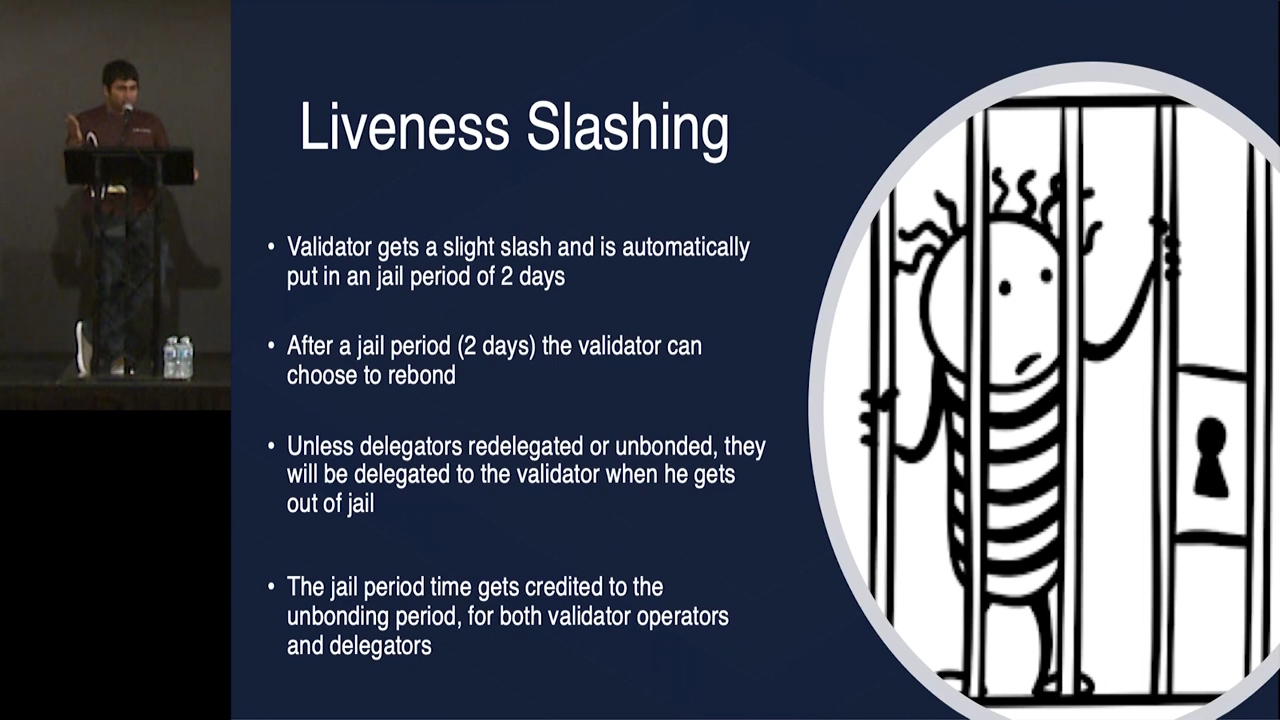 Liveness Slashing
• Validator gets a slight slash and is automatically
put in an jail period of 2 days
• After a jail period (2 days) the validator can
choose to rebond
• Unless delegators redelegated or unbonded, they
will be delegated to the validator when he gets
out of jail
• The jail period time gets credited to the
unbonding period, for both validator operators
and delegators